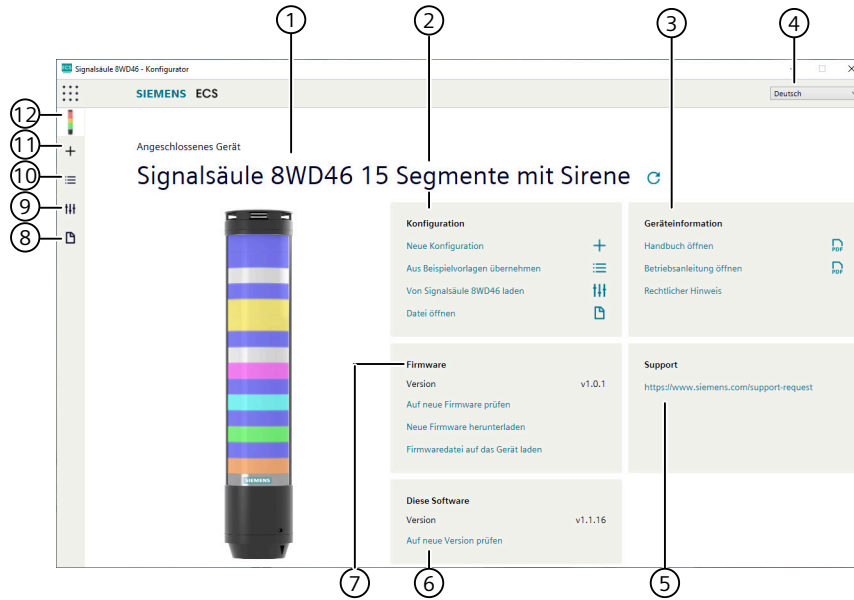 1
2
3
4
Signalsäule 8WD46 - Konfigurator
SIEMENS ECS
Deutsch
12
11
10
9
8
Angeschlossenes Gerät
Signalsäule 8WD46 15 Segmente mit Sirene
Konfiguration
Neue Konfiguration
Aus Beispielvorlagen übernehmen
Von Signalsäule 8WD46 laden
Datei öffnen
Geräteinformation
Handbuch öffnen
PDF
Betriebsanleitung öffnen
PDF
Rechtlicher Hinweis
Firmware
Version v1.0.1
Auf neue Firmware prüfen
Neue Firmware herunterladen
Firmwaredatei auf das Gerät laden
Support
https://www.siemens.com/support-request
SIEMENS
Diese Software
Version v1.1.16
Auf neue Version prüfen
7
6
5